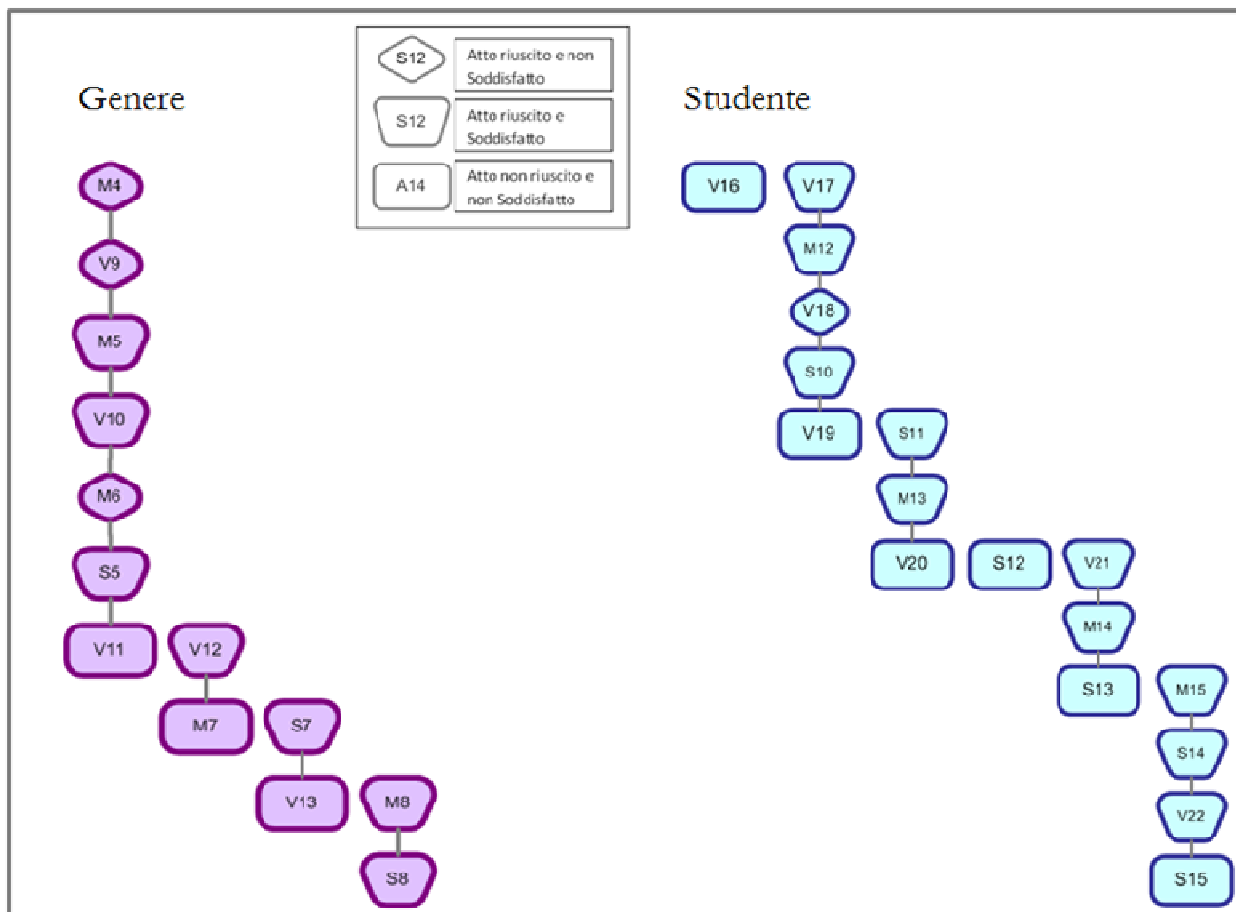 S12
Atto riuscito e non
Soddisfatto
S12
Atto riuscito e
Soddisfatto
A14
Atto non riuscito e
non Soddisfatto
Genere
M4
V9
M5
V10
M6
S5
V11
V12
M7
S7
V13
M8
S8
Studente
V16
V17
M12
V18
S10
V19
S11
M13
V20
S12
V21
M14
S13
M15
S14
V22
S15